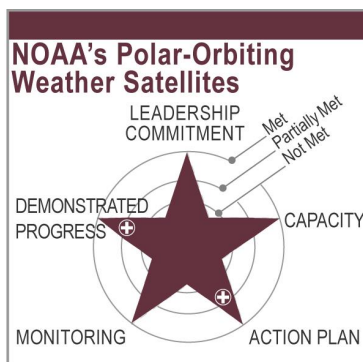 NOAA's Polar-Orbiting
Weather Satellites
LEADERSHIP
COMMITMENT
Met
Partially Met
Not Met
DEMONSTRATED
PROGRESS
CAPACITY
MONITORING
ACTION PLAN